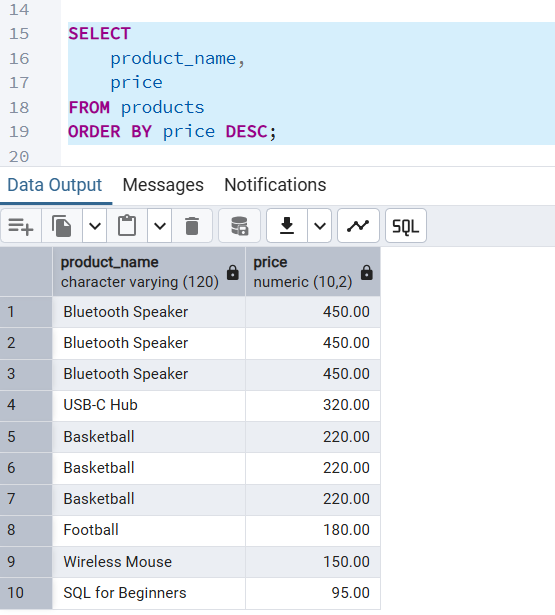 14
15 SELECT
16 product_name,
17 price
18 FROM products
19 ORDER BY price DESC;
20
Data Output Messages Notifications
SQL
product_name price
character varying (120) numeric (10,2)
1 Bluetooth Speaker 450.00
2 Bluetooth Speaker 450.00
3 Bluetooth Speaker 450.00
4 USB-C Hub 320.00
5 Basketball 220.00
6 Basketball 220.00
7 Basketball 220.00
8 Football 180.00
9 Wireless Mouse 150.00
10 SQL for Beginners 95.00